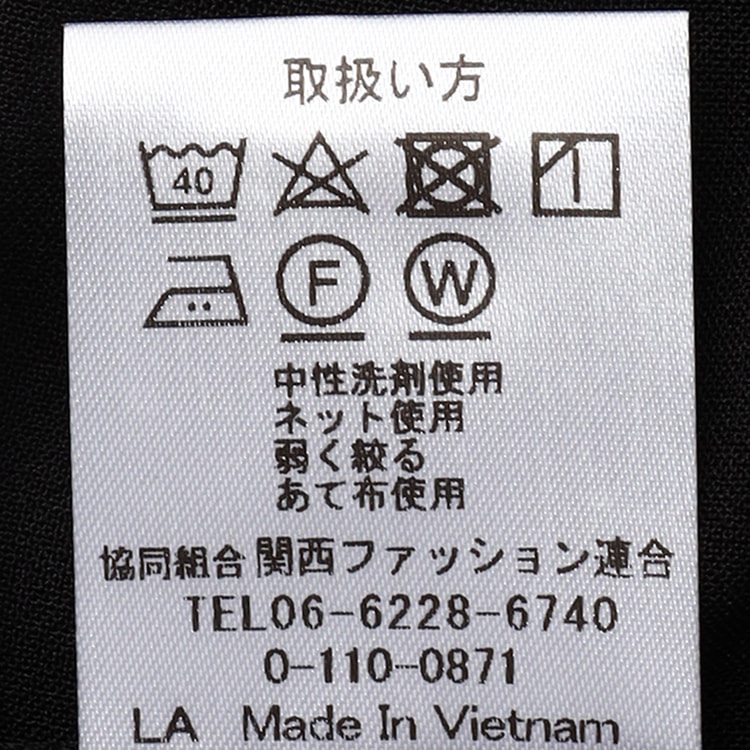 取扱い方
40
F W
中性洗剤使用
ネット使用
弱く絞る
あて布使用
協同組合 関西ファッション連合
TEL06-6228-6740
0-110-0871
LA Made In Vietnam